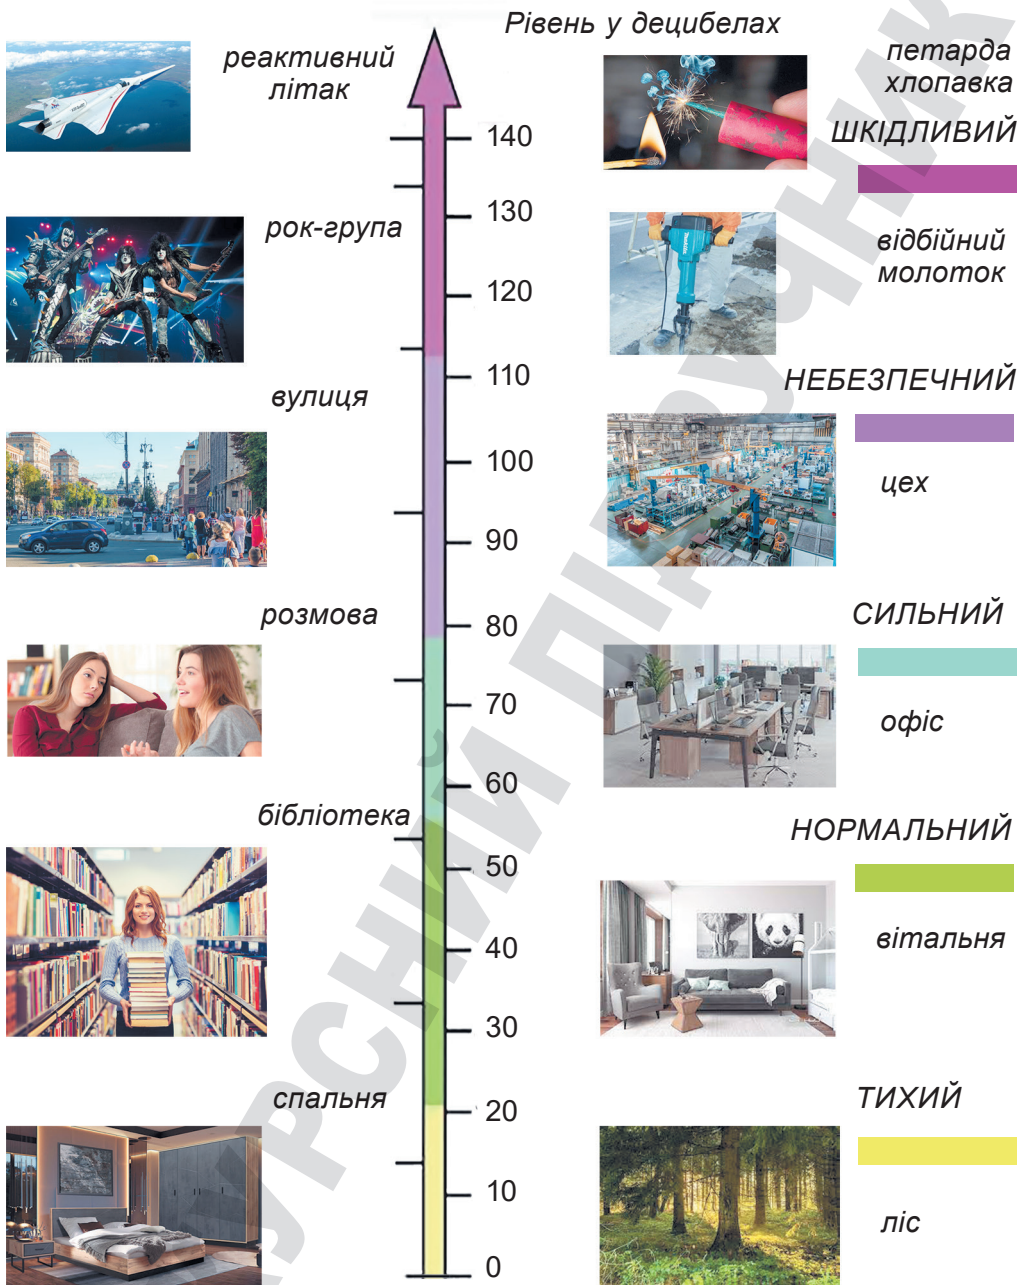 Рівень у децибелах
реактивний
літак
петарда
хлопавка
ШКІДЛИВИЙ
140
130
рок-група
відбійний
молоток
120
110
НЕБЕЗПЕЧНИЙ
вулиця
100
цех
90
80
розмова
СИЛЬНИЙ
70
офіс
60
бібліотека
НОРМАЛЬНИЙ
50
40
вітальня
30
20
спальня
ТИХИЙ
10
ліс
0